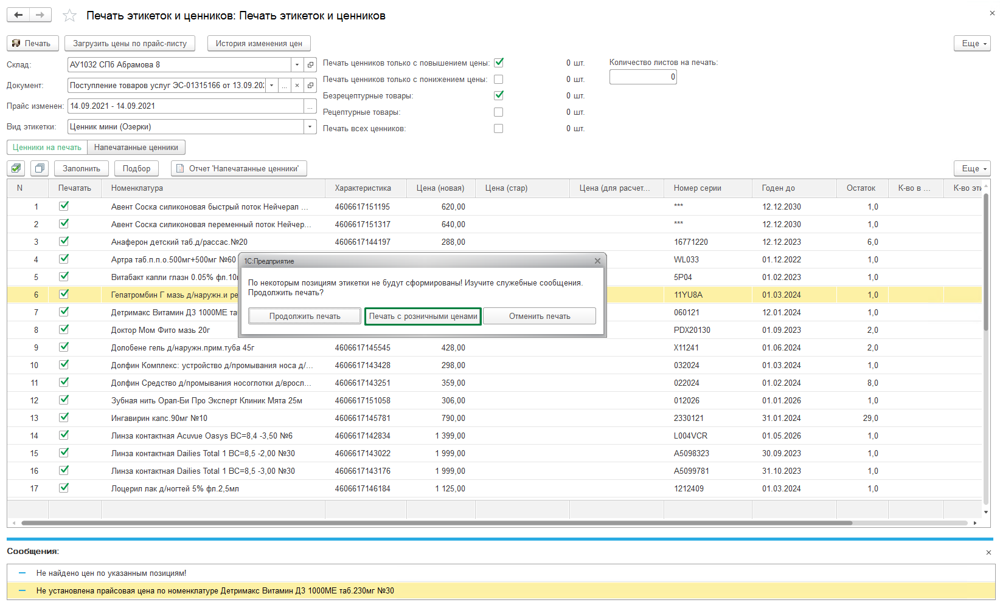 Печать этикеток и ценников: Печать этикеток и ценников
Печать Загрузить цены по прайс-листу История изменения цен Еще
Склад: АУ1032 СПб Абрамова 8
Документ: Поступление товаров услуг ЭС-01315166 от 13.09.202
Прайс изменен: 14.09.2021 - 14.09.2021
Вид этикетки: Ценник мини (Озерки)
Печать ценников только с повышением цены: 0 шт.
Печать ценников только с понижением цены: 0 шт.
Безрецептурные товары: 0 шт.
Рецептурные товары: 0 шт.
Печать всех ценников: 0 шт.
Количество листов на печать:
0
Ценники на печать Напечатанные ценники
Заполнить Подбор Отчет 'Напечатанные ценники' Еще
N Печатать Номенклатура Характеристика Цена (новая) Цена (стар) Цена (для расчет... Номер серии Годен до Остаток К-во в ... К-во эти
1 Авент Соска силиконовая быстрый поток Нейчерал ... 4606617151195 620,00 *** 12.12.2030 1,0
2 Авент Соска силиконовая переменный поток Нейчер... 4606617151317 640,00 *** 12.12.2030 1,0
3 Анаферон детский таб.д/рассас.№20 4606617144197 288,00 16771220 12.12.2023 6,0
4 Артра таб.п.п.о.500мг+500мг №60 WL033 01.12.2022 1,0
5 Витабакт капли глазн 0.05% фл.10 5P04 01.02.2023 1,0
6 Гепатромбин Г мазь д/наружн.и ре 11YU8A 01.03.2024 1,0
7 Детримакс Витамин Д3 1000МЕ та 060121 12.01.2024 1,0
8 Доктор Мом Фито мазь 20г PDX20130 01.09.2023 2,0
9 Долобене гель д/наружн.прим.туба 45г 4606617145545 428,00 X11241 01.06.2024 2,0
10 Долфин Комплекс: устройство д/промывания носа д/... 4606617143428 298,00 032024 01.03.2024 1,0
11 Долфин Средство д/промывания носоглотки д/вросл... 4606617143251 359,00 022024 01.02.2024 8,0
12 Зубная нить Орал-Би Про Эксперт Клиник Мята 25м 4606617151058 306,00 012026 01.01.2026 1,0
13 Ингавирин капс.90мг №10 4606617145781 790,00 2330121 31.01.2024 29,0
14 Линза контактная Acuvue Oasys BC=8,4 -3,50 №6 4606617142834 1 399,00 L004VCR 01.05.2026 1,0
15 Линза контактная Dailies Total 1 BC=8,5 -2,00 №30 4606617143022 1 999,00 A5098323 30.09.2023 1,0
16 Линза контактная Dailies Total 1 BC=8,5 -3,00 №30 4606617143176 1 999,00 A5099781 31.10.2023 1,0
17 Лоцерил лак д/ногтей 5% фл.2,5мл 4606617146184 1 125,00 1212409 01.03.2024 1,0
1С:Предприятие
По некоторым позициям этикетки не будут сформированы! Изучите служебные сообщения.
Продолжить печать?
Продолжить печать Печать с розничными ценами Отменить печать
Сообщения:
Не найдено цен по указанным позициям!
Не установлена прайсовая цена по номенклатуре Детримакс Витамин Д3 1000МЕ таб.230мг №30